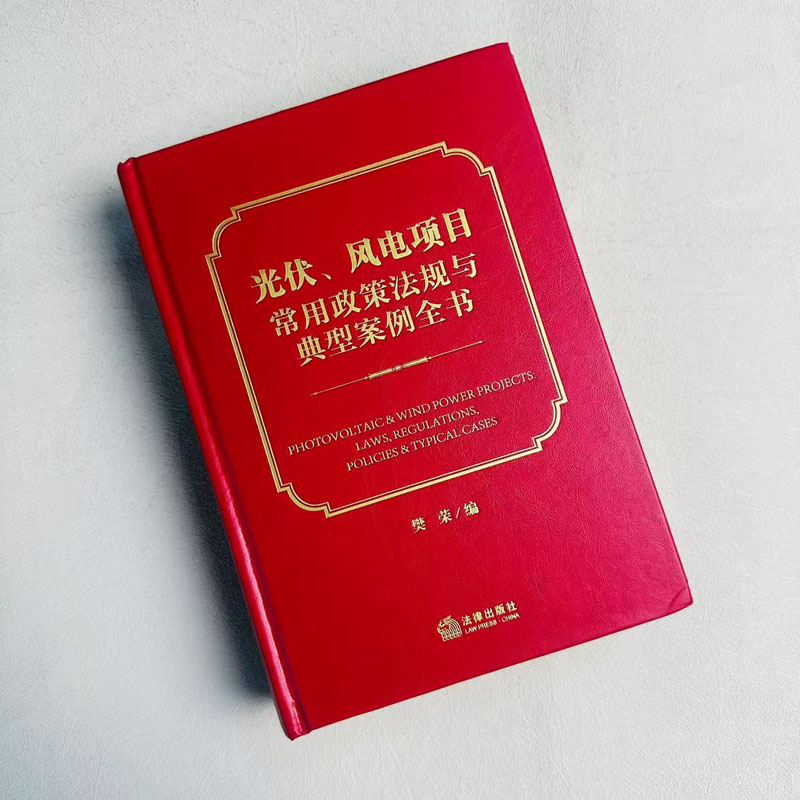 光伏、风电项目
常用政策法规与
典型案例全书
PHOTOVOLTAIC & WIND POWER PROJECTS:
LAWS, REGULATIONS,
POLICIES & TYPICAL CASES
樊 荣/编
法律出版社
LAW PRESS·CHINA